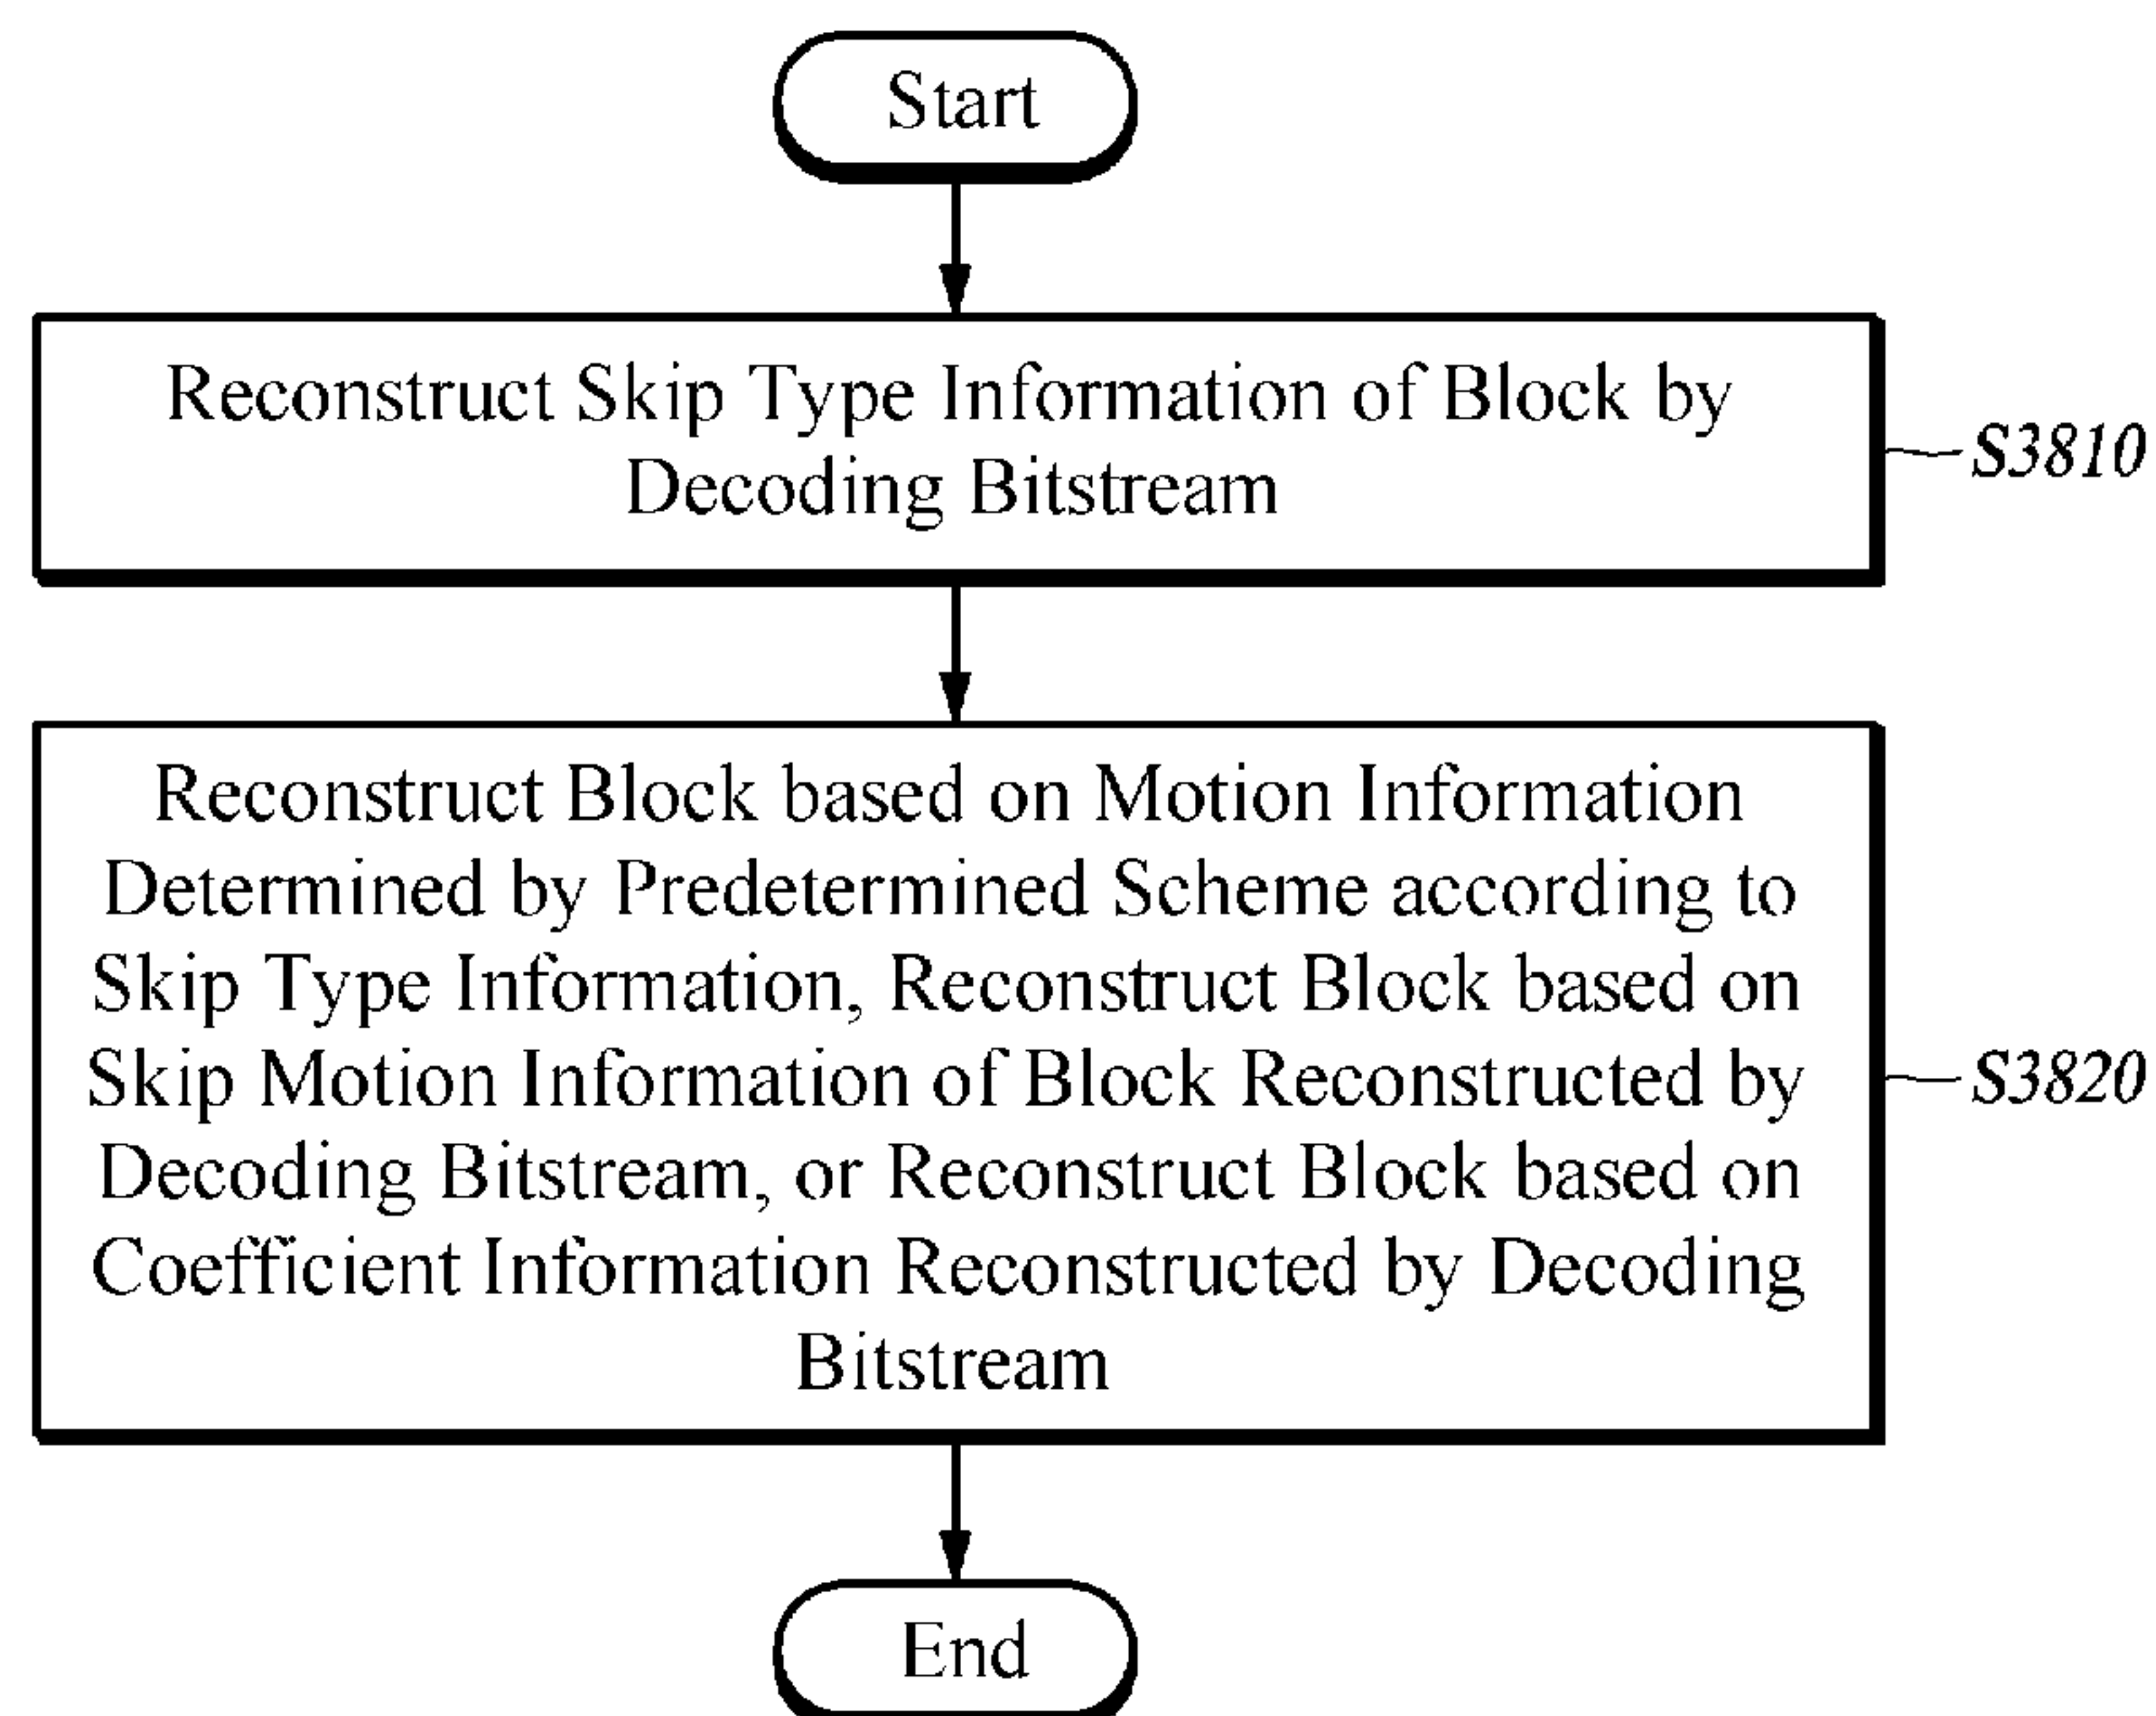 Start
Reconstruct Skip Type Information of Block by
Decoding Bitstream
S3810
Reconstruct Block based on Motion Information
Determined by Predetermined Scheme according to
Skip Type Information, Reconstruct Block based on
Skip Motion Information of Block Reconstructed by
Decoding Bitstream, or Reconstruct Block based on
Coefficient Information Reconstructed by Decoding
Bitstream
S3820
End